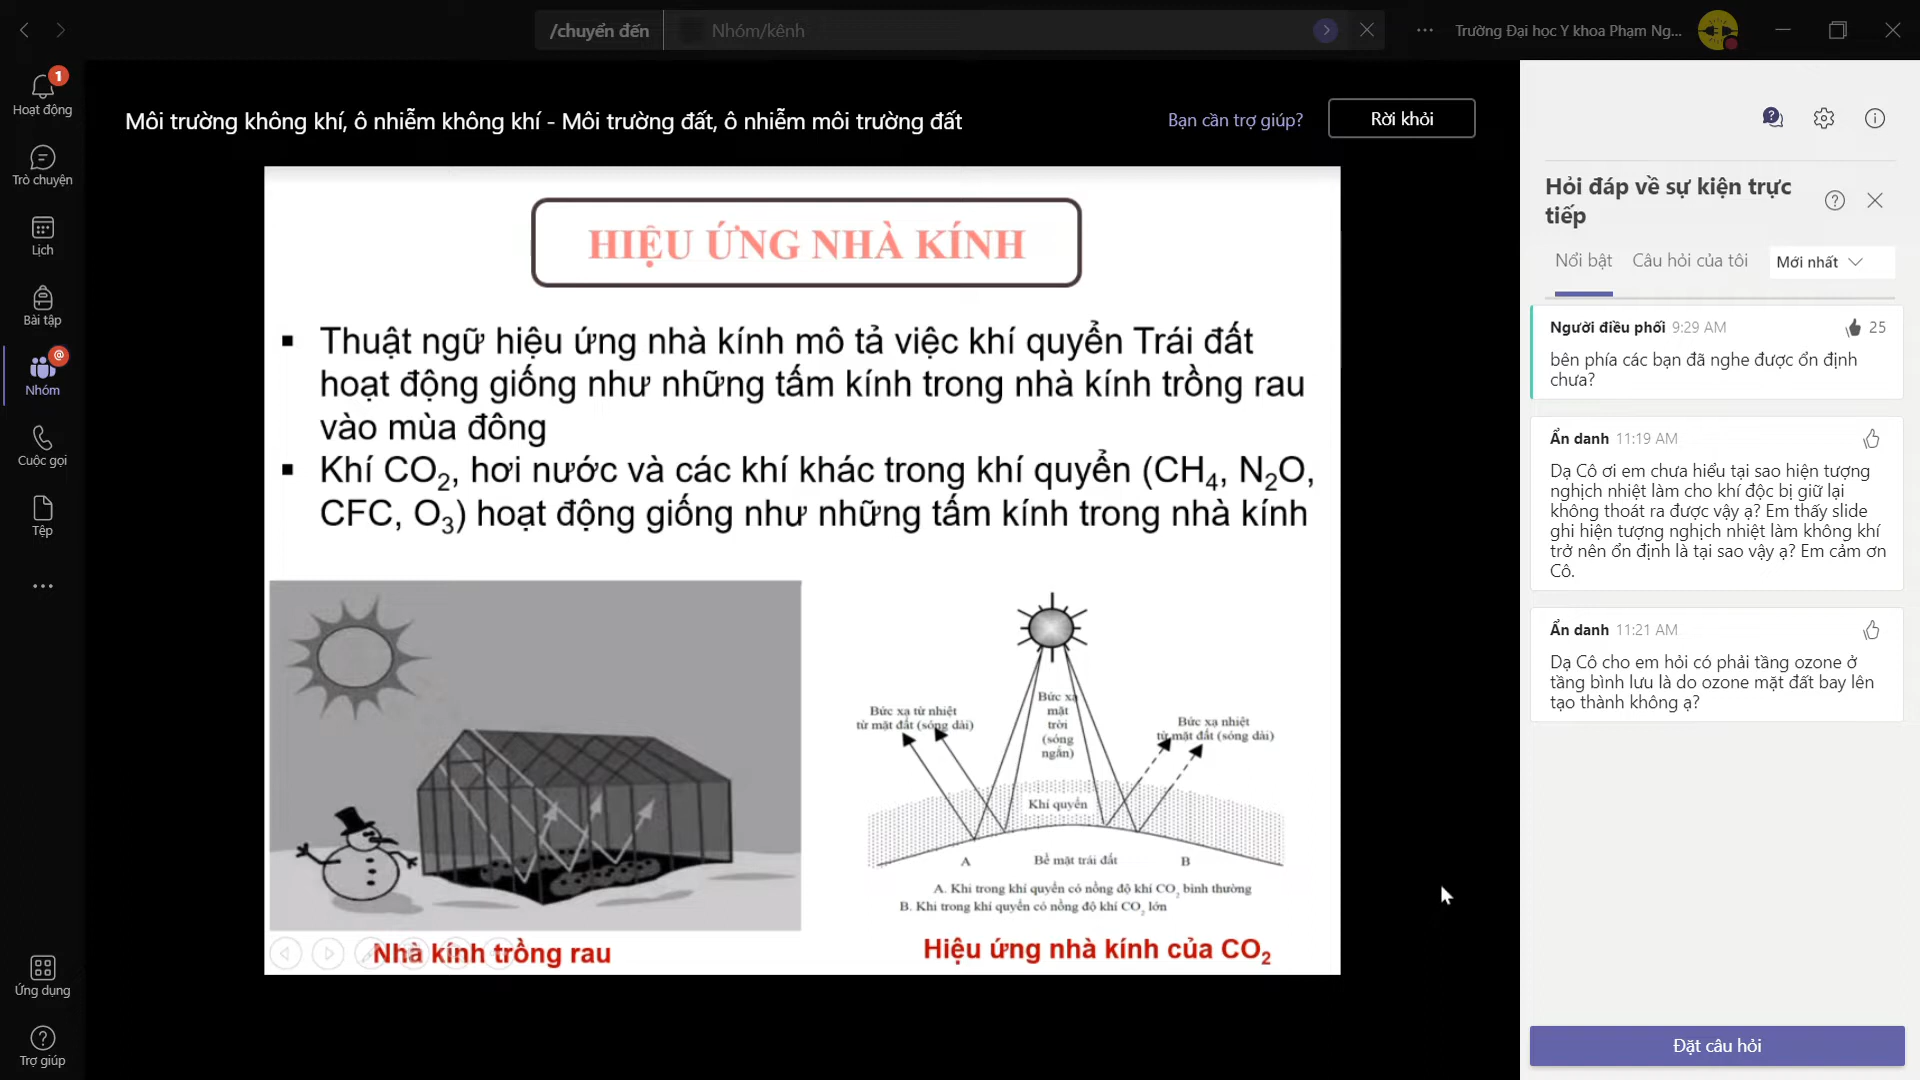 /chuyển đến
Nhóm/kênh
Trường Đại học Y khoa Phạm Ng...
1
Hoạt động
Trò chuyện
Lịch
Bài tập
@
Nhóm
Cuộc gọi
Tệp
Ứng dụng
Trợ giúp
Môi trường không khí, ô nhiễm không khí - Môi trường đất, ô nhiễm môi trường đất
Bạn cần trợ giúp?
Rời khỏi
HIỆU ỨNG NHÀ KÍNH
▪ Thuật ngữ hiệu ứng nhà kính mô tả việc khí quyển Trái đất
hoạt động giống như những tấm kính trong nhà kính trồng rau
vào mùa đông
▪ Khí CO₂, hơi nước và các khí khác trong khí quyển (CH₄, N₂O,
CFC, O₃) hoạt động giống như những tấm kính trong nhà kính
Bức xạ từ nhiệt
từ mặt đất (sóng dài)
Bức xạ
mặt
trời
(sóng
ngắn)
Bức xạ nhiệt
từ mặt đất (sóng dài)
Khí quyển
A
Bề mặt trái đất
B
A. Khi trong khí quyển có nồng độ khí CO₂ bình thường
B. Khi trong khí quyển có nồng độ khí CO₂ lớn
Nhà kính trồng rau
Hiệu ứng nhà kính của CO₂
Hỏi đáp về sự kiện trực
tiếp
Nổi bật
Câu hỏi của tôi
Mới nhất
Người điều phối 9:29 AM
25
bên phía các bạn đã nghe được ổn định
chưa?
Ẩn danh 11:19 AM
Dạ Cô ơi em chưa hiểu tại sao hiện tượng
nghịch nhiệt làm cho khí độc bị giữ lại
không thoát ra được vậy ạ? Em thấy slide
ghi hiện tượng nghịch nhiệt làm không khí
trở nên ổn định là tại sao vậy ạ? Em cảm ơn
Cô.
Ẩn danh 11:21 AM
Dạ Cô cho em hỏi có phải tầng ozone ở
tầng bình lưu là do ozone mặt đất bay lên
tạo thành không ạ?
Đặt câu hỏi